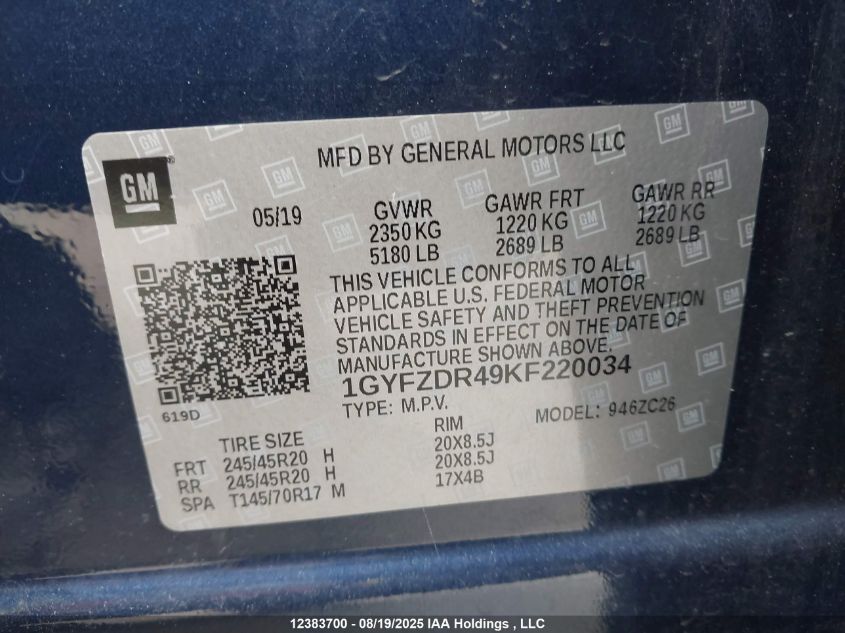 GM
MFD BY GENERAL MOTORS LLC
05/19 GVWR GAWR FRT GAWR RR
2350 KG 1220 KG 1220 KG
5180 LB 2689 LB 2689 LB
THIS VEHICLE CONFORMS TO ALL
APPLICABLE U.S. FEDERAL MOTOR
VEHICLE SAFETY AND THEFT PREVENTION
STANDARDS IN EFFECT ON THE DATE OF
MANUFACTURE SHOWN ABOVE.
1GYFZDR49KF220034
619D TYPE: M.P.V. MODEL: 946ZC26
TIRE SIZE RIM
FRT 245/45R20 H 20X8.5J
RR 245/45R20 H 20X8.5J
SPA T145/70R17 M 17X4B
12383700 - 08/19/2025 IAA Holdings , LLC